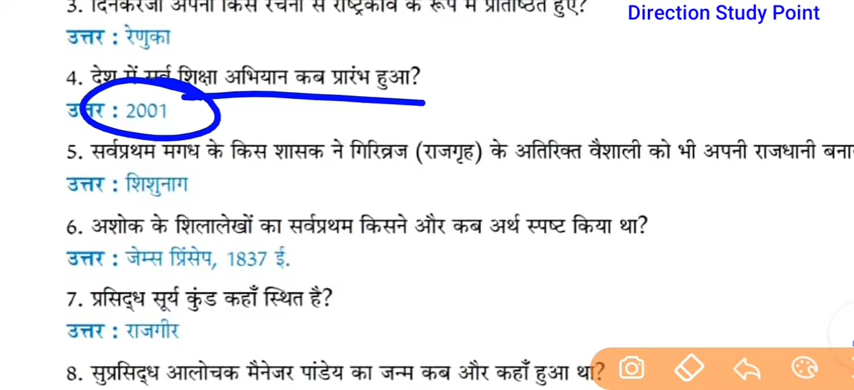 3. दिनकरजी अपनी किस रचना से राष्ट्रकवि के रूप में प्रतिष्ठित हुए?
Direction Study Point
उत्तर : रेणुका
4. देश में सर्व शिक्षा अभियान कब प्रारंभ हुआ?
उत्तर : 2001
5. सर्वप्रथम मगध के किस शासक ने गिरिव्रज (राजगृह) के अतिरिक्त वैशाली को भी अपनी राजधानी बना
उत्तर : शिशुनाग
6. अशोक के शिलालेखों का सर्वप्रथम किसने और कब अर्थ स्पष्ट किया था?
उत्तर : जेम्स प्रिंसेप, 1837 ई.
7. प्रसिद्ध सूर्य कुंड कहाँ स्थित है?
उत्तर : राजगीर
8. सुप्रसिद्ध आलोचक मैनेजर पांडेय का जन्म कब और कहाँ हुआ था?